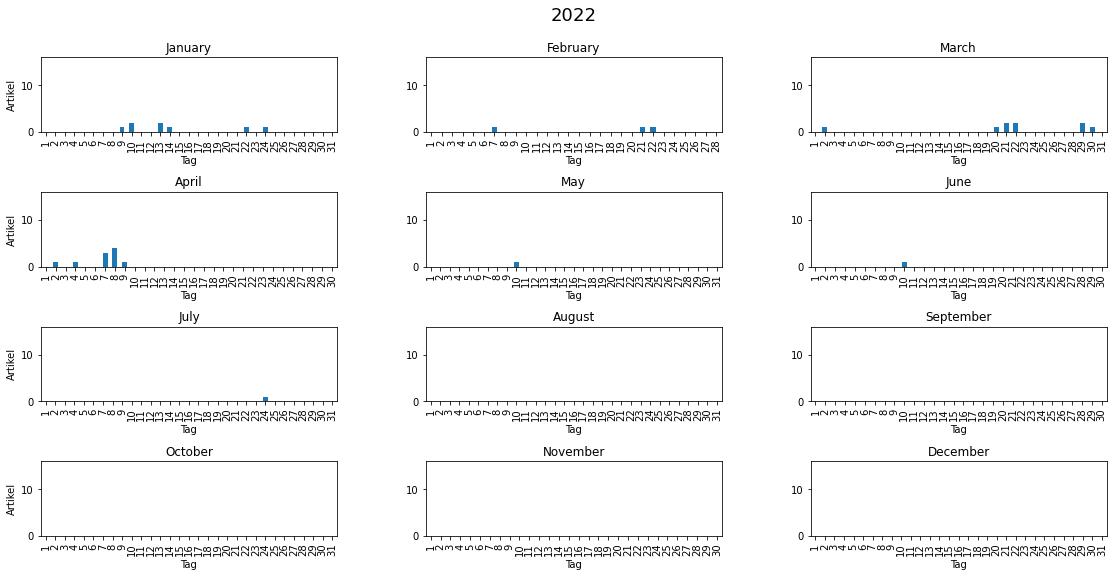 2022
January February March
Artikel
10 10 10
0 0 0
1 2 3 4 5 6 7 8 9 10 11 12 13 14 15 16 17 18 19 20 21 22 23 24 25 26 27 28 29 30 31 1 2 3 4 5 6 7 8 9 10 11 12 13 14 15 16 17 18 19 20 21 22 23 24 25 26 27 28 1 2 3 4 5 6 7 8 9 10 11 12 13 14 15 16 17 18 19 20 21 22 23 24 25 26 27 28 29 30 31
Tag Tag Tag
April May June
Artikel
10 10 10
0 0 0
1 2 3 4 5 6 7 8 9 10 11 12 13 14 15 16 17 18 19 20 21 22 23 24 25 26 27 28 29 30 1 2 3 4 5 6 7 8 9 10 11 12 13 14 15 16 17 18 19 20 21 22 23 24 25 26 27 28 29 30 31 1 2 3 4 5 6 7 8 9 10 11 12 13 14 15 16 17 18 19 20 21 22 23 24 25 26 27 28 29 30
Tag Tag Tag
July August September
Artikel
10 10 10
0 0 0
1 2 3 4 5 6 7 8 9 10 11 12 13 14 15 16 17 18 19 20 21 22 23 24 25 26 27 28 29 30 31 1 2 3 4 5 6 7 8 9 10 11 12 13 14 15 16 17 18 19 20 21 22 23 24 25 26 27 28 29 30 31 1 2 3 4 5 6 7 8 9 10 11 12 13 14 15 16 17 18 19 20 21 22 23 24 25 26 27 28 29 30
Tag Tag Tag
October November December
Artikel
10 10 10
0 0 0
1 2 3 4 5 6 7 8 9 10 11 12 13 14 15 16 17 18 19 20 21 22 23 24 25 26 27 28 29 30 31 1 2 3 4 5 6 7 8 9 10 11 12 13 14 15 16 17 18 19 20 21 22 23 24 25 26 27 28 29 30 1 2 3 4 5 6 7 8 9 10 11 12 13 14 15 16 17 18 19 20 21 22 23 24 25 26 27 28 29 30 31
Tag Tag Tag